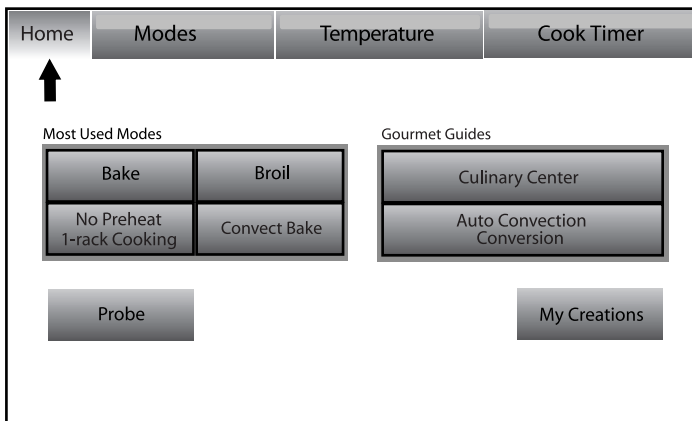 Home Modes Temperature Cook Timer
Most Used Modes
Bake Broil
No Preheat
1-rack Cooking
Convect Bake
Gourmet Guides
Culinary Center
Auto Convection
Conversion
Probe
My Creations